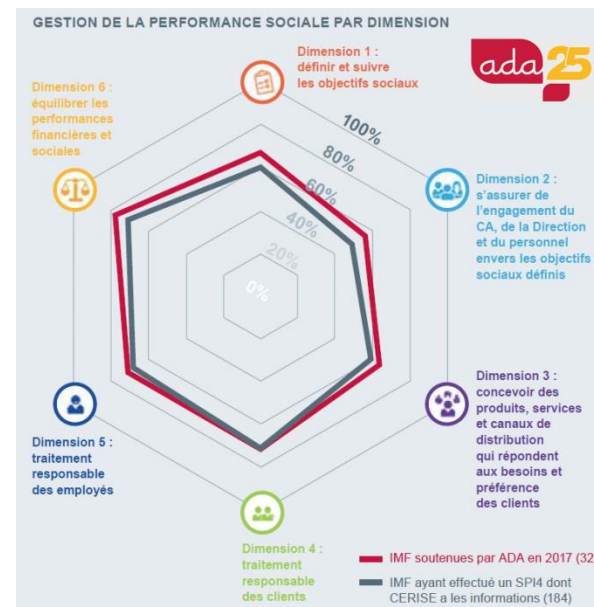 GESTION DE LA PERFORMANCE SOCIALE PAR DIMENSION
ada 25
Dimension 1 :
définir et suivre
les objectifs sociaux
Dimension 6 :
équilibrer les
performances
financières et
sociales
100%
80%
60%
40%
20%
0%
Dimension 2 :
s'assurer de
l'engagement du
CA, de la Direction
et du personnel
envers les objectifs
sociaux définis
Dimension 3 :
concevoir des
produits, services
et canaux de
distribution
qui répondent
aux besoins et
préférence
des clients
Dimension 5 :
traitement
responsable
des employés
Dimension 4 :
traitement
responsable
des clients
IMF soutenues par ADA en 2017 (32
IMF ayant effectué un SPI4 dont
CERISE a les informations (184)